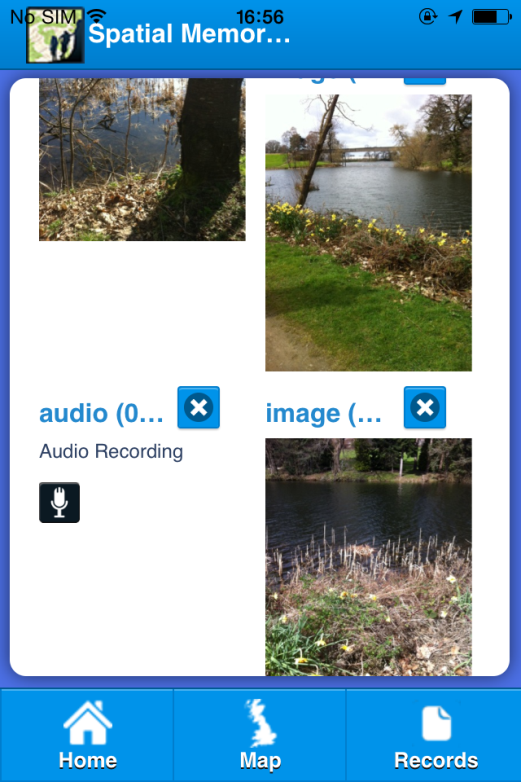 No SIM
16:56
Spatial Memor...
audio (0...
image (...
Audio Recording
Home
Map
Records